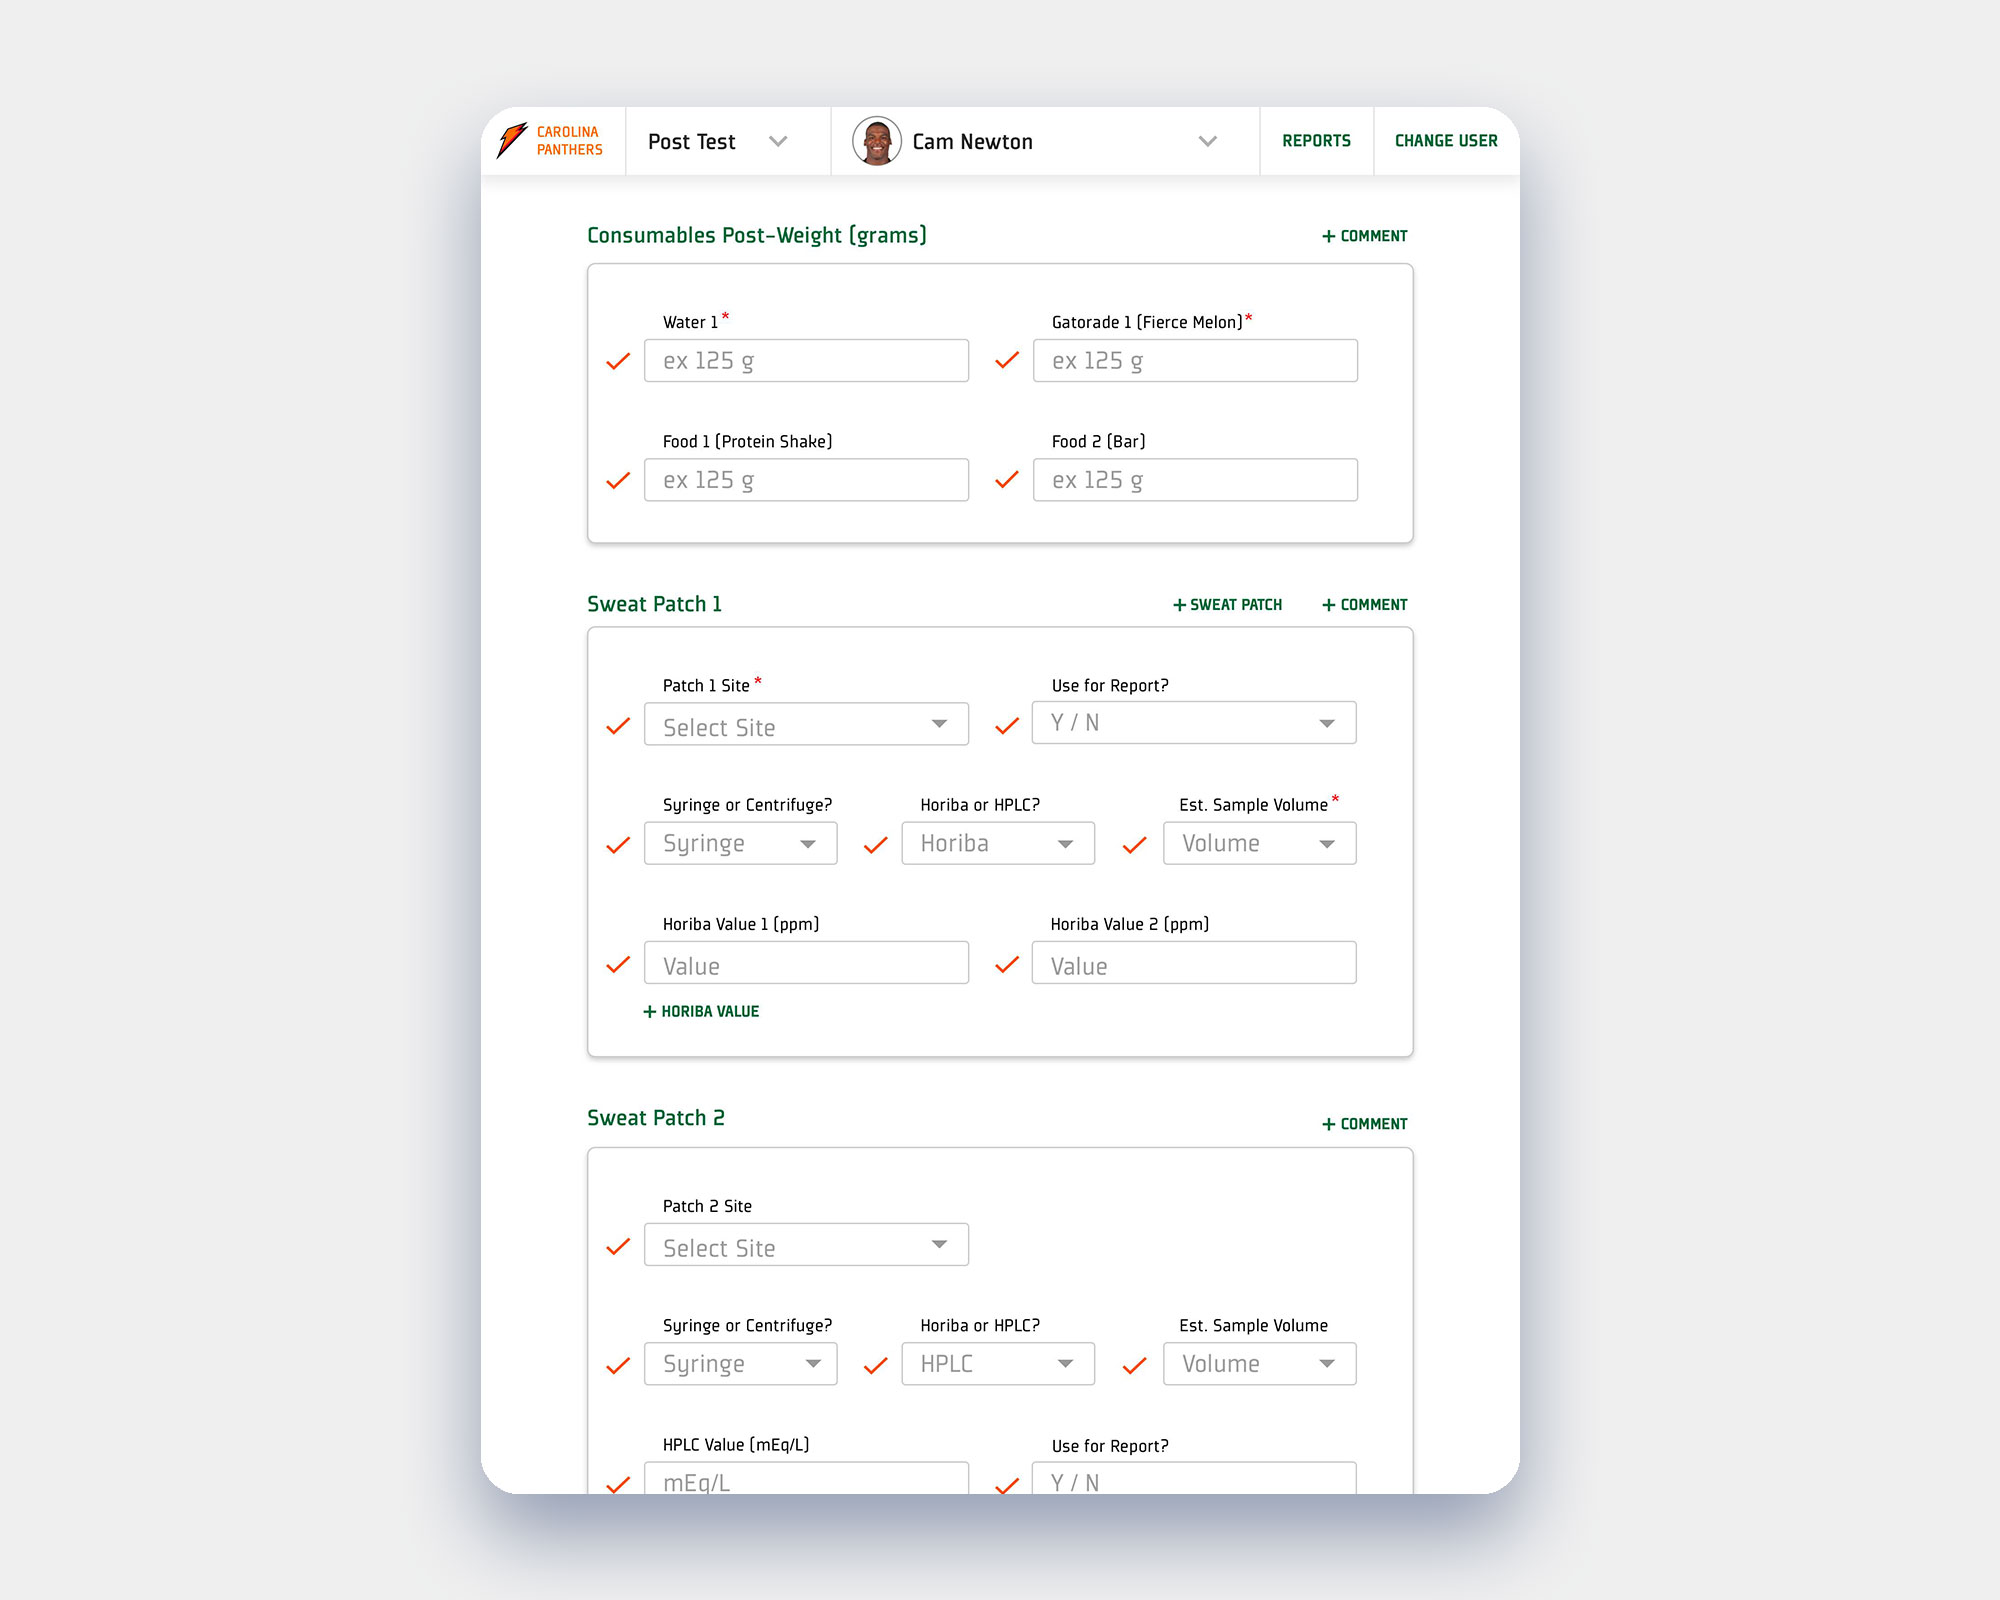 CAROLINA
PANTHERS
Post Test
Cam Newton
REPORTS
CHANGE USER
Consumables Post-Weight (grams)
+ COMMENT
Water 1 *
Gatorade 1 (Fierce Melon)*
ex 125 g
ex 125 g
Food 1 (Protein Shake)
Food 2 (Bar)
ex 125 g
ex 125 g
Sweat Patch 1
+ SWEAT PATCH
+ COMMENT
Patch 1 Site *
Use for Report?
Select Site
Y / N
Syringe or Centrifuge?
Horiba or HPLC?
Est. Sample Volume *
Syringe
Horiba
Volume
Horiba Value 1 (ppm)
Horiba Value 2 (ppm)
Value
Value
+ HORIBA VALUE
Sweat Patch 2
+ COMMENT
Patch 2 Site
Select Site
Syringe or Centrifuge?
Horiba or HPLC?
Est. Sample Volume
Syringe
HPLC
Volume
HPLC Value (mEq/L)
Use for Report?
mEq/L
Y / N